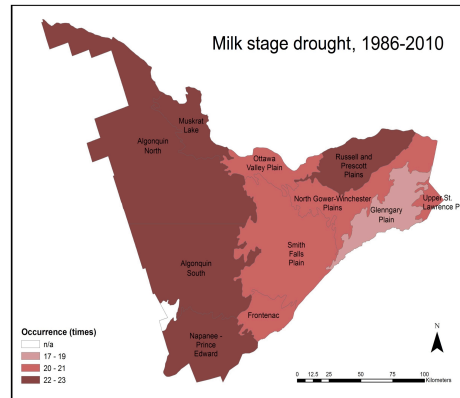 Milk stage drought, 1986-2010
Muskrat
Lake
Algonquin
North
Ottawa
Valley Plain
Russell and
Prescott
Plains
North Gower-Winchester
Plains
Glenngary
Plain
Upper St.
Lawrence P
Smith
Falls
Plain
Algonquin
South
Frontenac
Napanee -
Prince
Edward
Occurrence (times)
n/a
17 - 19
20 - 21
22 - 23
N
0 12.5 25 50 75 100
Kilometers